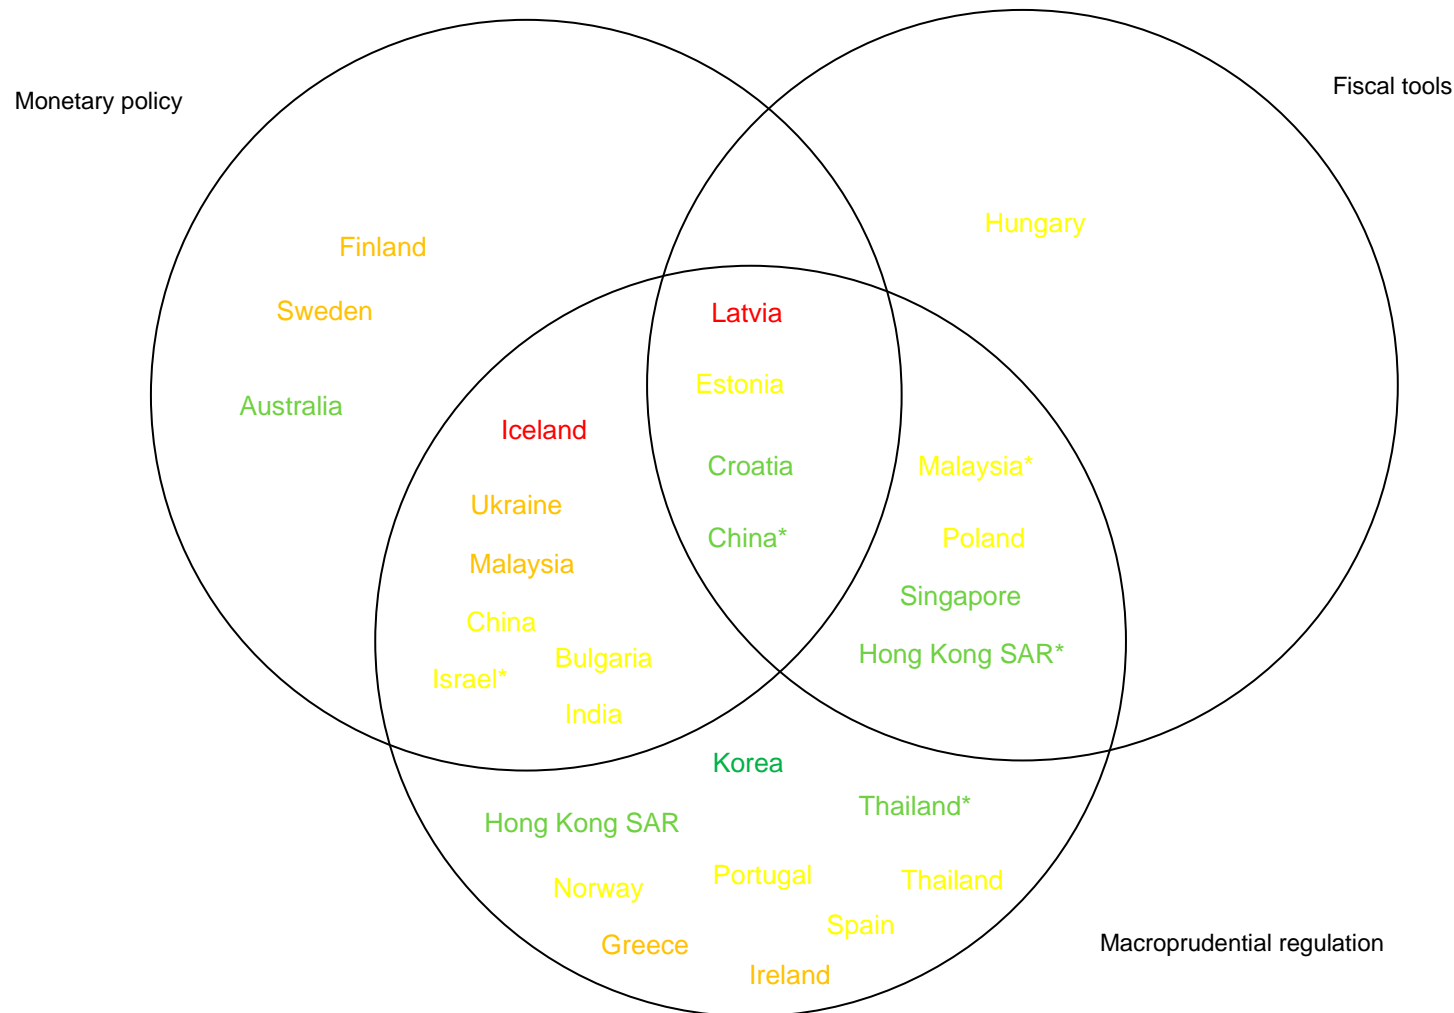 Monetary policy
Fiscal tools
Hungary
Finland
Sweden
Latvia
Estonia
Australia
Iceland
Croatia
Malaysia*
Ukraine
China*
Poland
Malaysia
Singapore
China
Bulgaria
Hong Kong SAR*
Israel*
India
Korea
Thailand*
Hong Kong SAR
Portugal
Thailand
Norway
Spain
Greece
Macroprudential regulation
Ireland